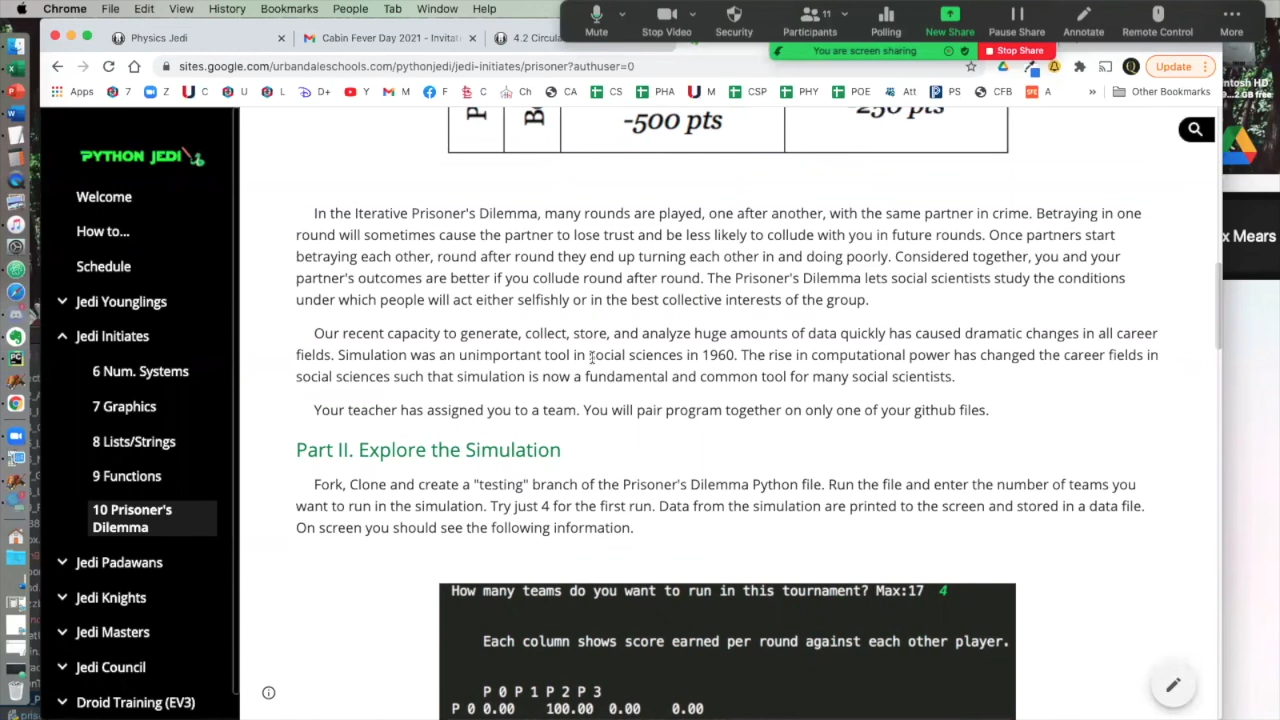 Chrome File Edit View History Bookmarks People Tab Window Help
Mute Stop Video Security Participants 11 Polling New Share Pause Share Annotate Remote Control More
You are screen sharing Stop Share
Physics Jedi
Cabin Fever Day 2021 - Invitat
4.2 Circula
Update
Apps 7 Z C U L D+ Y M F S C CA CS PHA M CSP PHY POE Att PS CFB A » Other Bookmarks
PYTHON JEDI
Welcome
How to...
Schedule
Jedi Younglings
Jedi Initiates
6 Num. Systems
7 Graphics
8 Lists/Strings
9 Functions
10 Prisoner's
Dilemma
Jedi Padawans
Jedi Knights
Jedi Masters
Jedi Council
Droid Training (EV3)
-500 pts
-250 pts
In the Iterative Prisoner's Dilemma, many rounds are played, one after another, with the same partner in crime. Betraying in one
round will sometimes cause the partner to lose trust and be less likely to collude with you in future rounds. Once partners start
betraying each other, round after round they end up turning each other in and doing poorly. Considered together, you and your
partner's outcomes are better if you collude round after round. The Prisoner's Dilemma lets social scientists study the conditions
under which people will act either selfishly or in the best collective interests of the group.
Our recent capacity to generate, collect, store, and analyze huge amounts of data quickly has caused dramatic changes in all career
fields. Simulation was an unimportant tool in social sciences in 1960. The rise in computational power has changed the career fields in
social sciences such that simulation is now a fundamental and common tool for many social scientists.
Your teacher has assigned you to a team. You will pair program together on only one of your github files.
Part II. Explore the Simulation
Fork, Clone and create a "testing" branch of the Prisoner's Dilemma Python file. Run the file and enter the number of teams you
want to run in the simulation. Try just 4 for the first run. Data from the simulation are printed to the screen and stored in a data file.
On screen you should see the following information.
How many teams do you want to run in this tournament? Max:17 4
Each column shows score earned per round against each other player.
P 0 P 1 P 2 P 3
P 0 0.00 100.00 0.00 0.00
x Mears